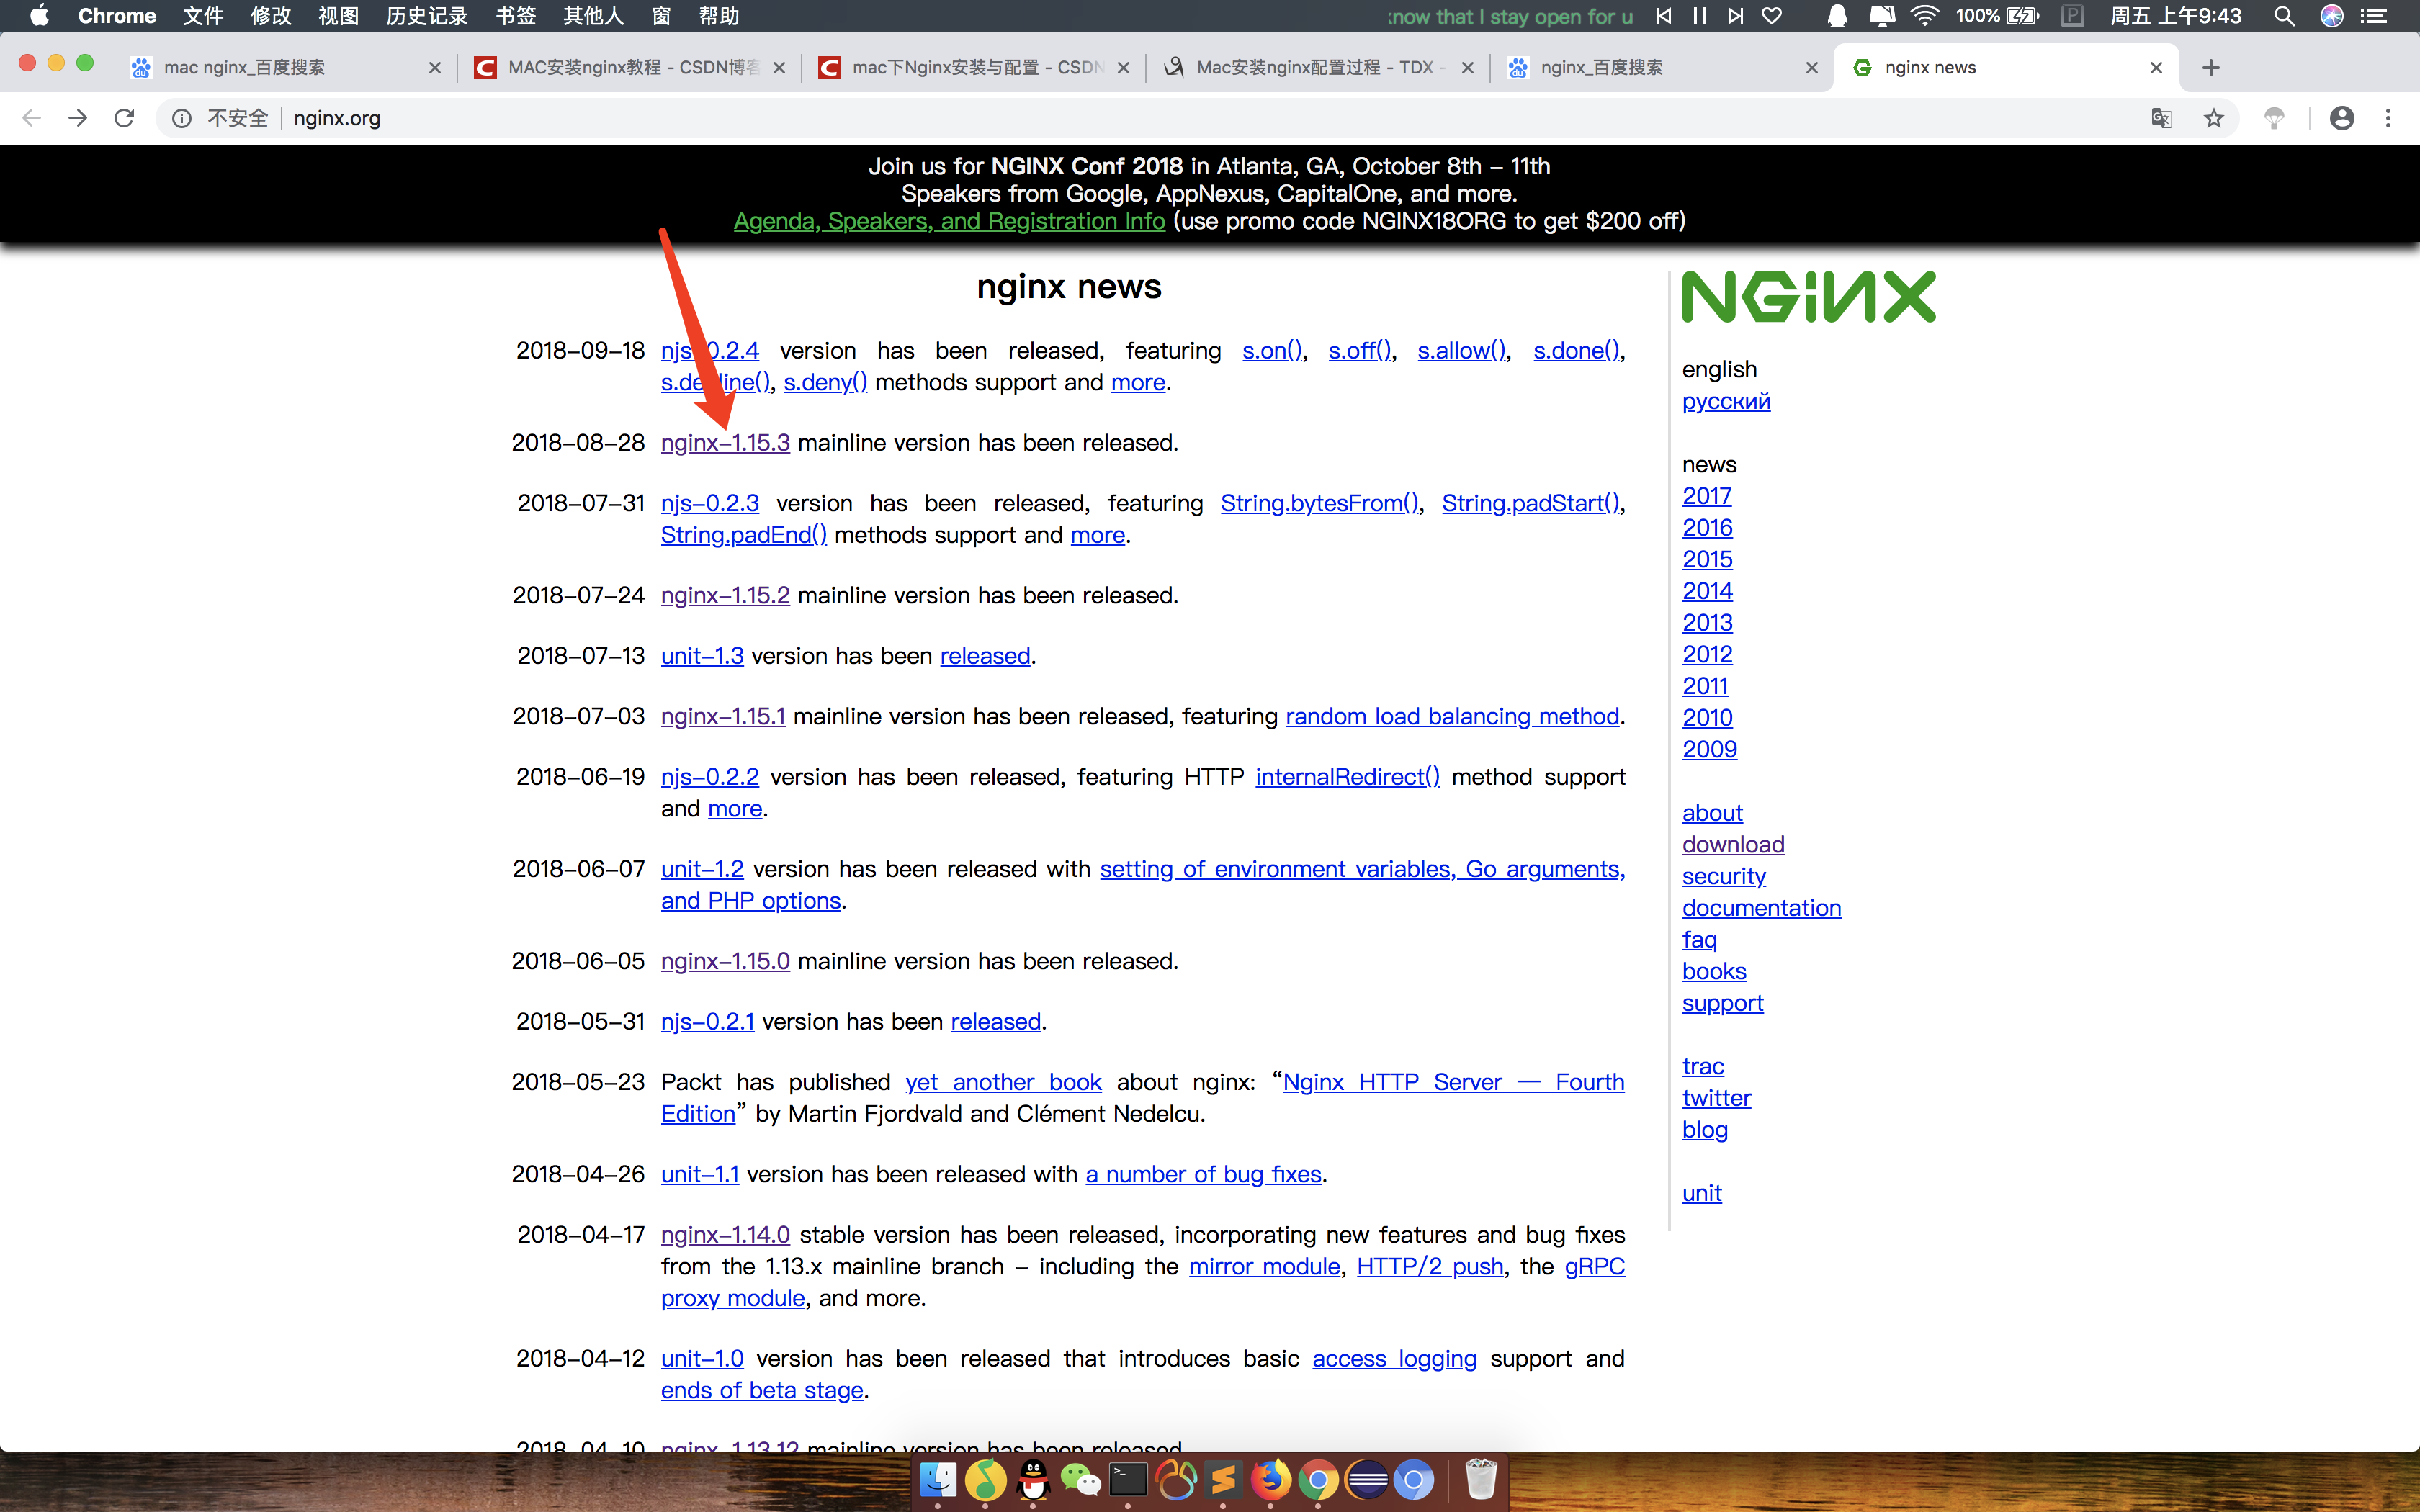 Chrome 文件 修改 视图 历史记录 书签 其他人 窗 帮助
now that I stay open for u
100%
P
周五 上午9:43
mac nginx_百度搜索
MAC安装nginx教程 - CSDN博客
mac下Nginx安装与配置 - CSDN
Mac安装nginx配置过程 - TDX -
nginx_百度搜索
nginx news
不安全 nginx.org
Join us for NGINX Conf 2018 in Atlanta, GA, October 8th – 11th
Speakers from Google, AppNexus, CapitalOne, and more.
Agenda, Speakers, and Registration Info (use promo code NGINX18ORG to get $200 off)
nginx news
2018-09-18 njs-0.2.4 version has been released, featuring s.on(), s.off(), s.allow(), s.done(),
s.decline(), s.deny() methods support and more.
2018-08-28 nginx-1.15.3 mainline version has been released.
2018-07-31 njs-0.2.3 version has been released, featuring String.bytesFrom(), String.padStart(),
String.padEnd() methods support and more.
2018-07-24 nginx-1.15.2 mainline version has been released.
2018-07-13 unit-1.3 version has been released.
2018-07-03 nginx-1.15.1 mainline version has been released, featuring random load balancing method.
2018-06-19 njs-0.2.2 version has been released, featuring HTTP internalRedirect() method support
and more.
2018-06-07 unit-1.2 version has been released with setting of environment variables, Go arguments,
and PHP options.
2018-06-05 nginx-1.15.0 mainline version has been released.
2018-05-31 njs-0.2.1 version has been released.
2018-05-23 Packt has published yet another book about nginx: “Nginx HTTP Server — Fourth
Edition” by Martin Fjordvald and Clément Nedelcu.
2018-04-26 unit-1.1 version has been released with a number of bug fixes.
2018-04-17 nginx-1.14.0 stable version has been released, incorporating new features and bug fixes
from the 1.13.x mainline branch – including the mirror module, HTTP/2 push, the gRPC
proxy module, and more.
2018-04-12 unit-1.0 version has been released that introduces basic access logging support and
ends of beta stage.
2018-04-10 nginx-1.13.12 mainline version has been released.
NGINX
english
русский
news
2017
2016
2015
2014
2013
2012
2011
2010
2009
about
download
security
documentation
faq
books
support
trac
twitter
blog
unit